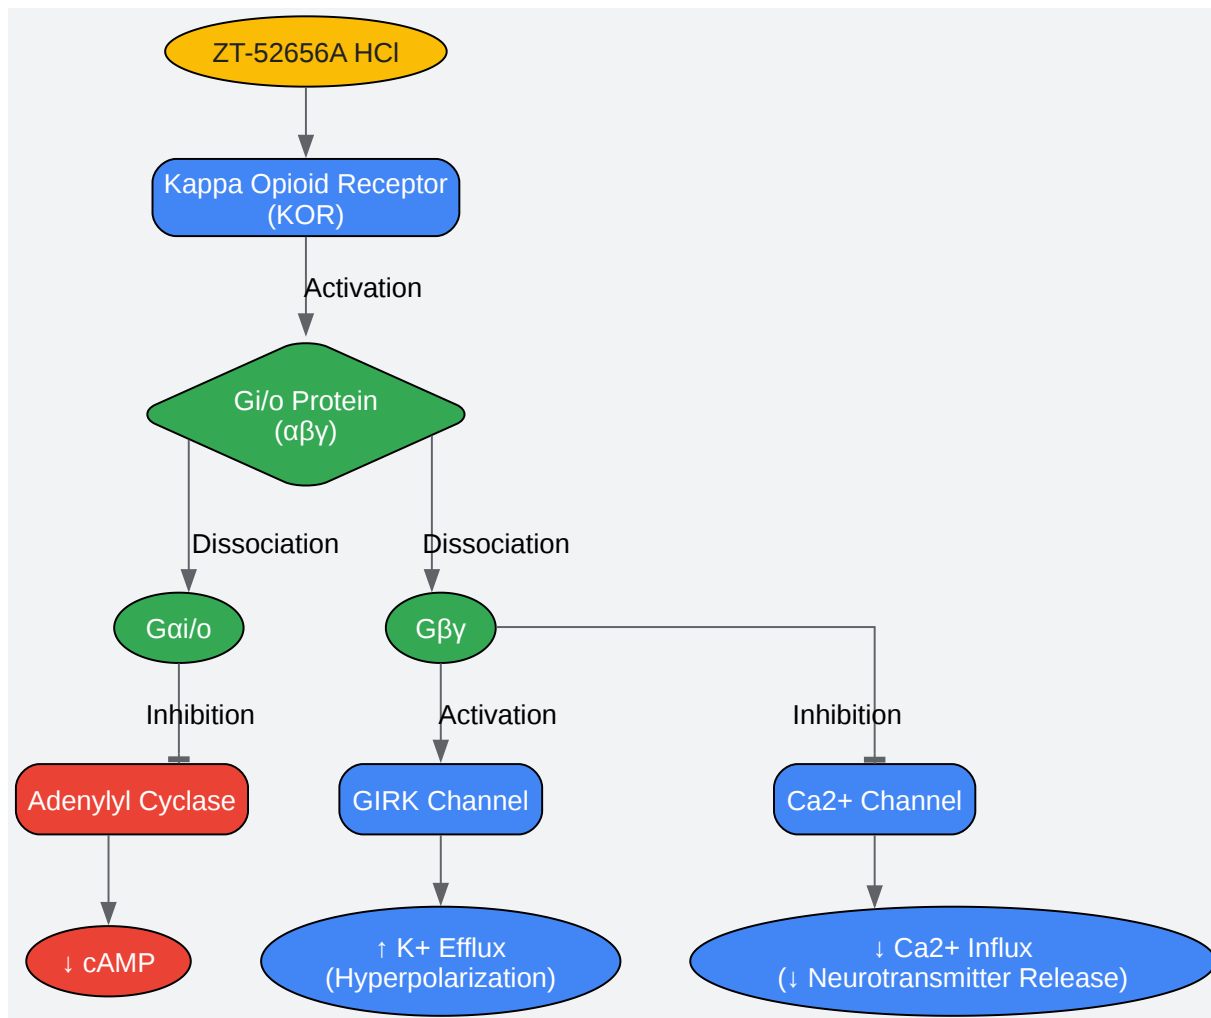 ZT-52656A HCl
Kappa Opioid Receptor
(KOR)
Activation
Gi/o Protein
(αβγ)
Dissociation
Dissociation
Gαi/o
Gβγ
Inhibition
Activation
Inhibition
Adenylyl Cyclase
GIRK Channel
Ca2+ Channel
↓ cAMP
↑ K+ Efflux
(Hyperpolarization)
↓ Ca2+ Influx
(↓ Neurotransmitter Release)